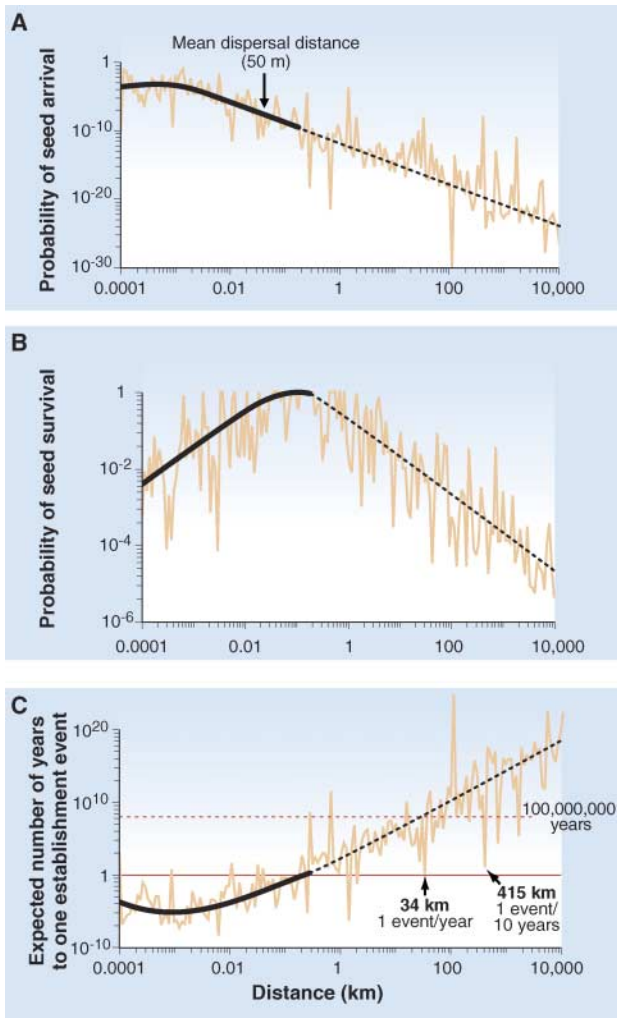 A
Probability of seed arrival
Mean dispersal distance
(50 m)
1
10-10
10-20
10-30
0.0001
0.01
1
100
10,000
B
Probability of seed survival
1
10-2
10-4
10-6
0.0001
0.01
1
100
10,000
C
Expected number of years
to one establishment event
1020
1010
1
10-10
100,000,000
years
34 km
1 event/year
415 km
1 event/
10 years
0.0001
0.01
1
100
10,000
Distance (km)